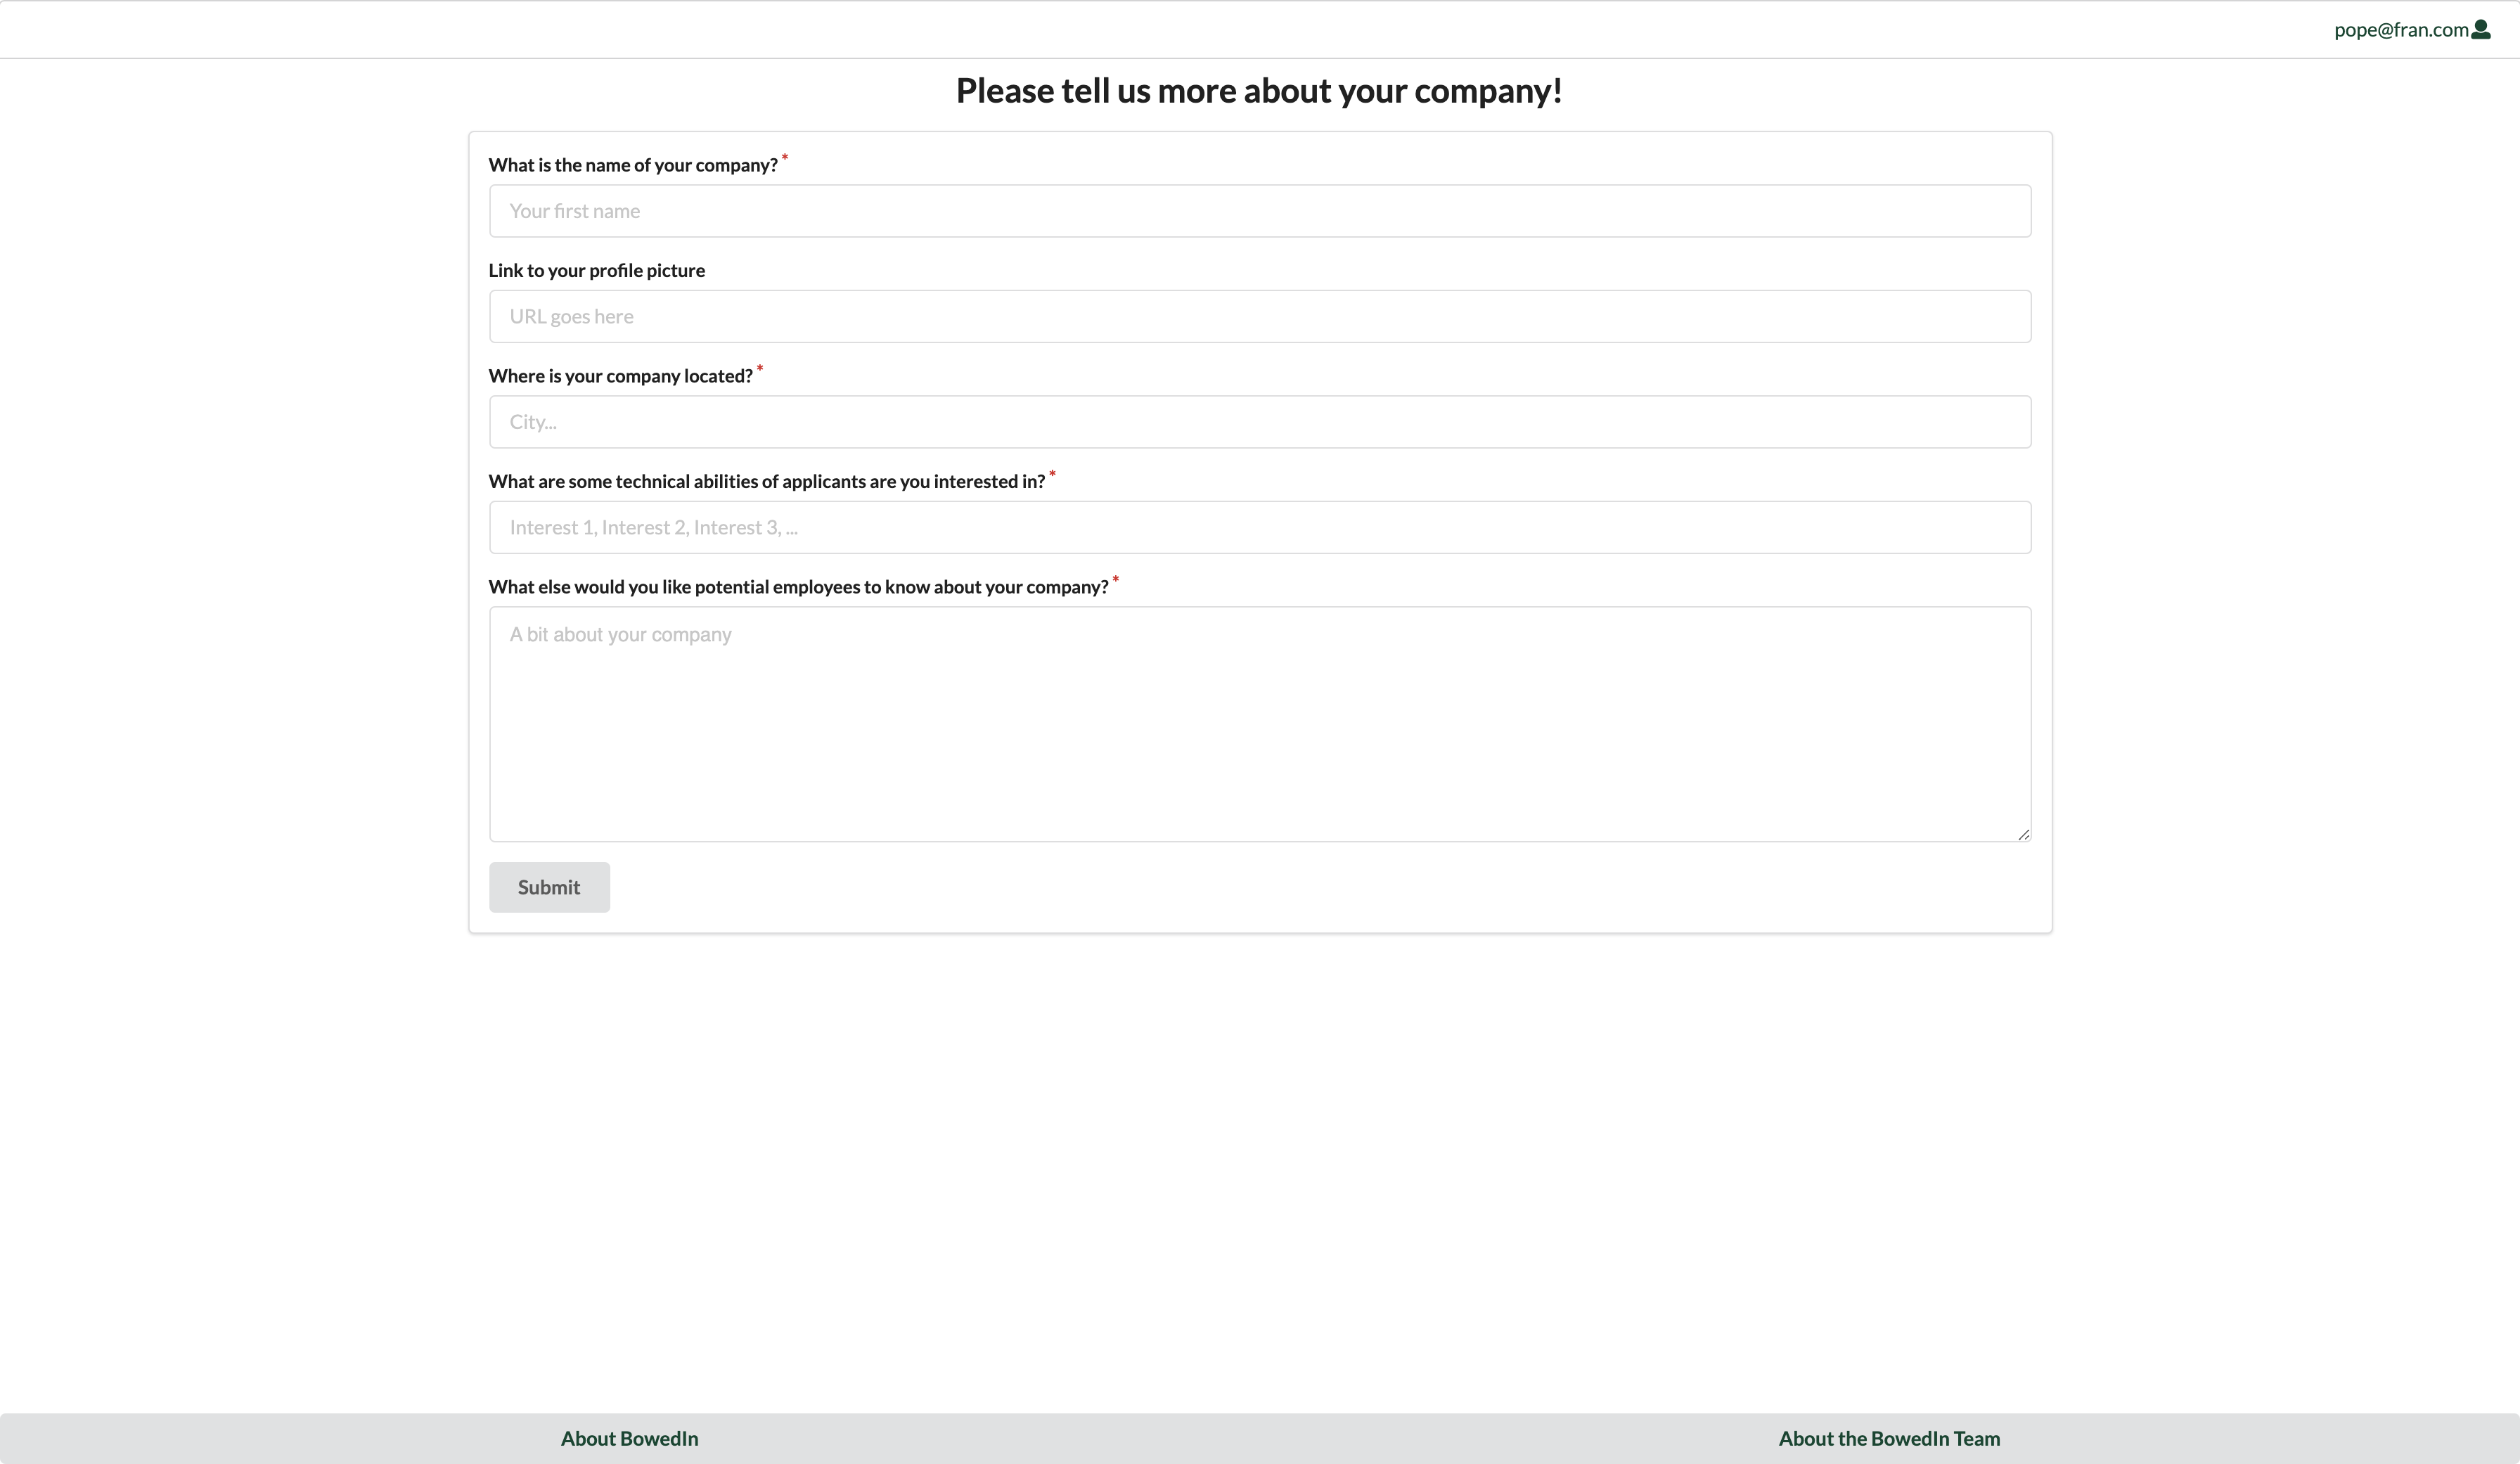 pope@fran.com
Please tell us more about your company!
What is the name of your company? *
Your first name
Link to your profile picture
URL goes here
Where is your company located? *
City...
What are some technical abilities of applicants are you interested in? *
Interest 1, Interest 2, Interest 3, ...
What else would you like potential employees to know about your company? *
A bit about your company
Submit
About BowedIn
About the BowedIn Team